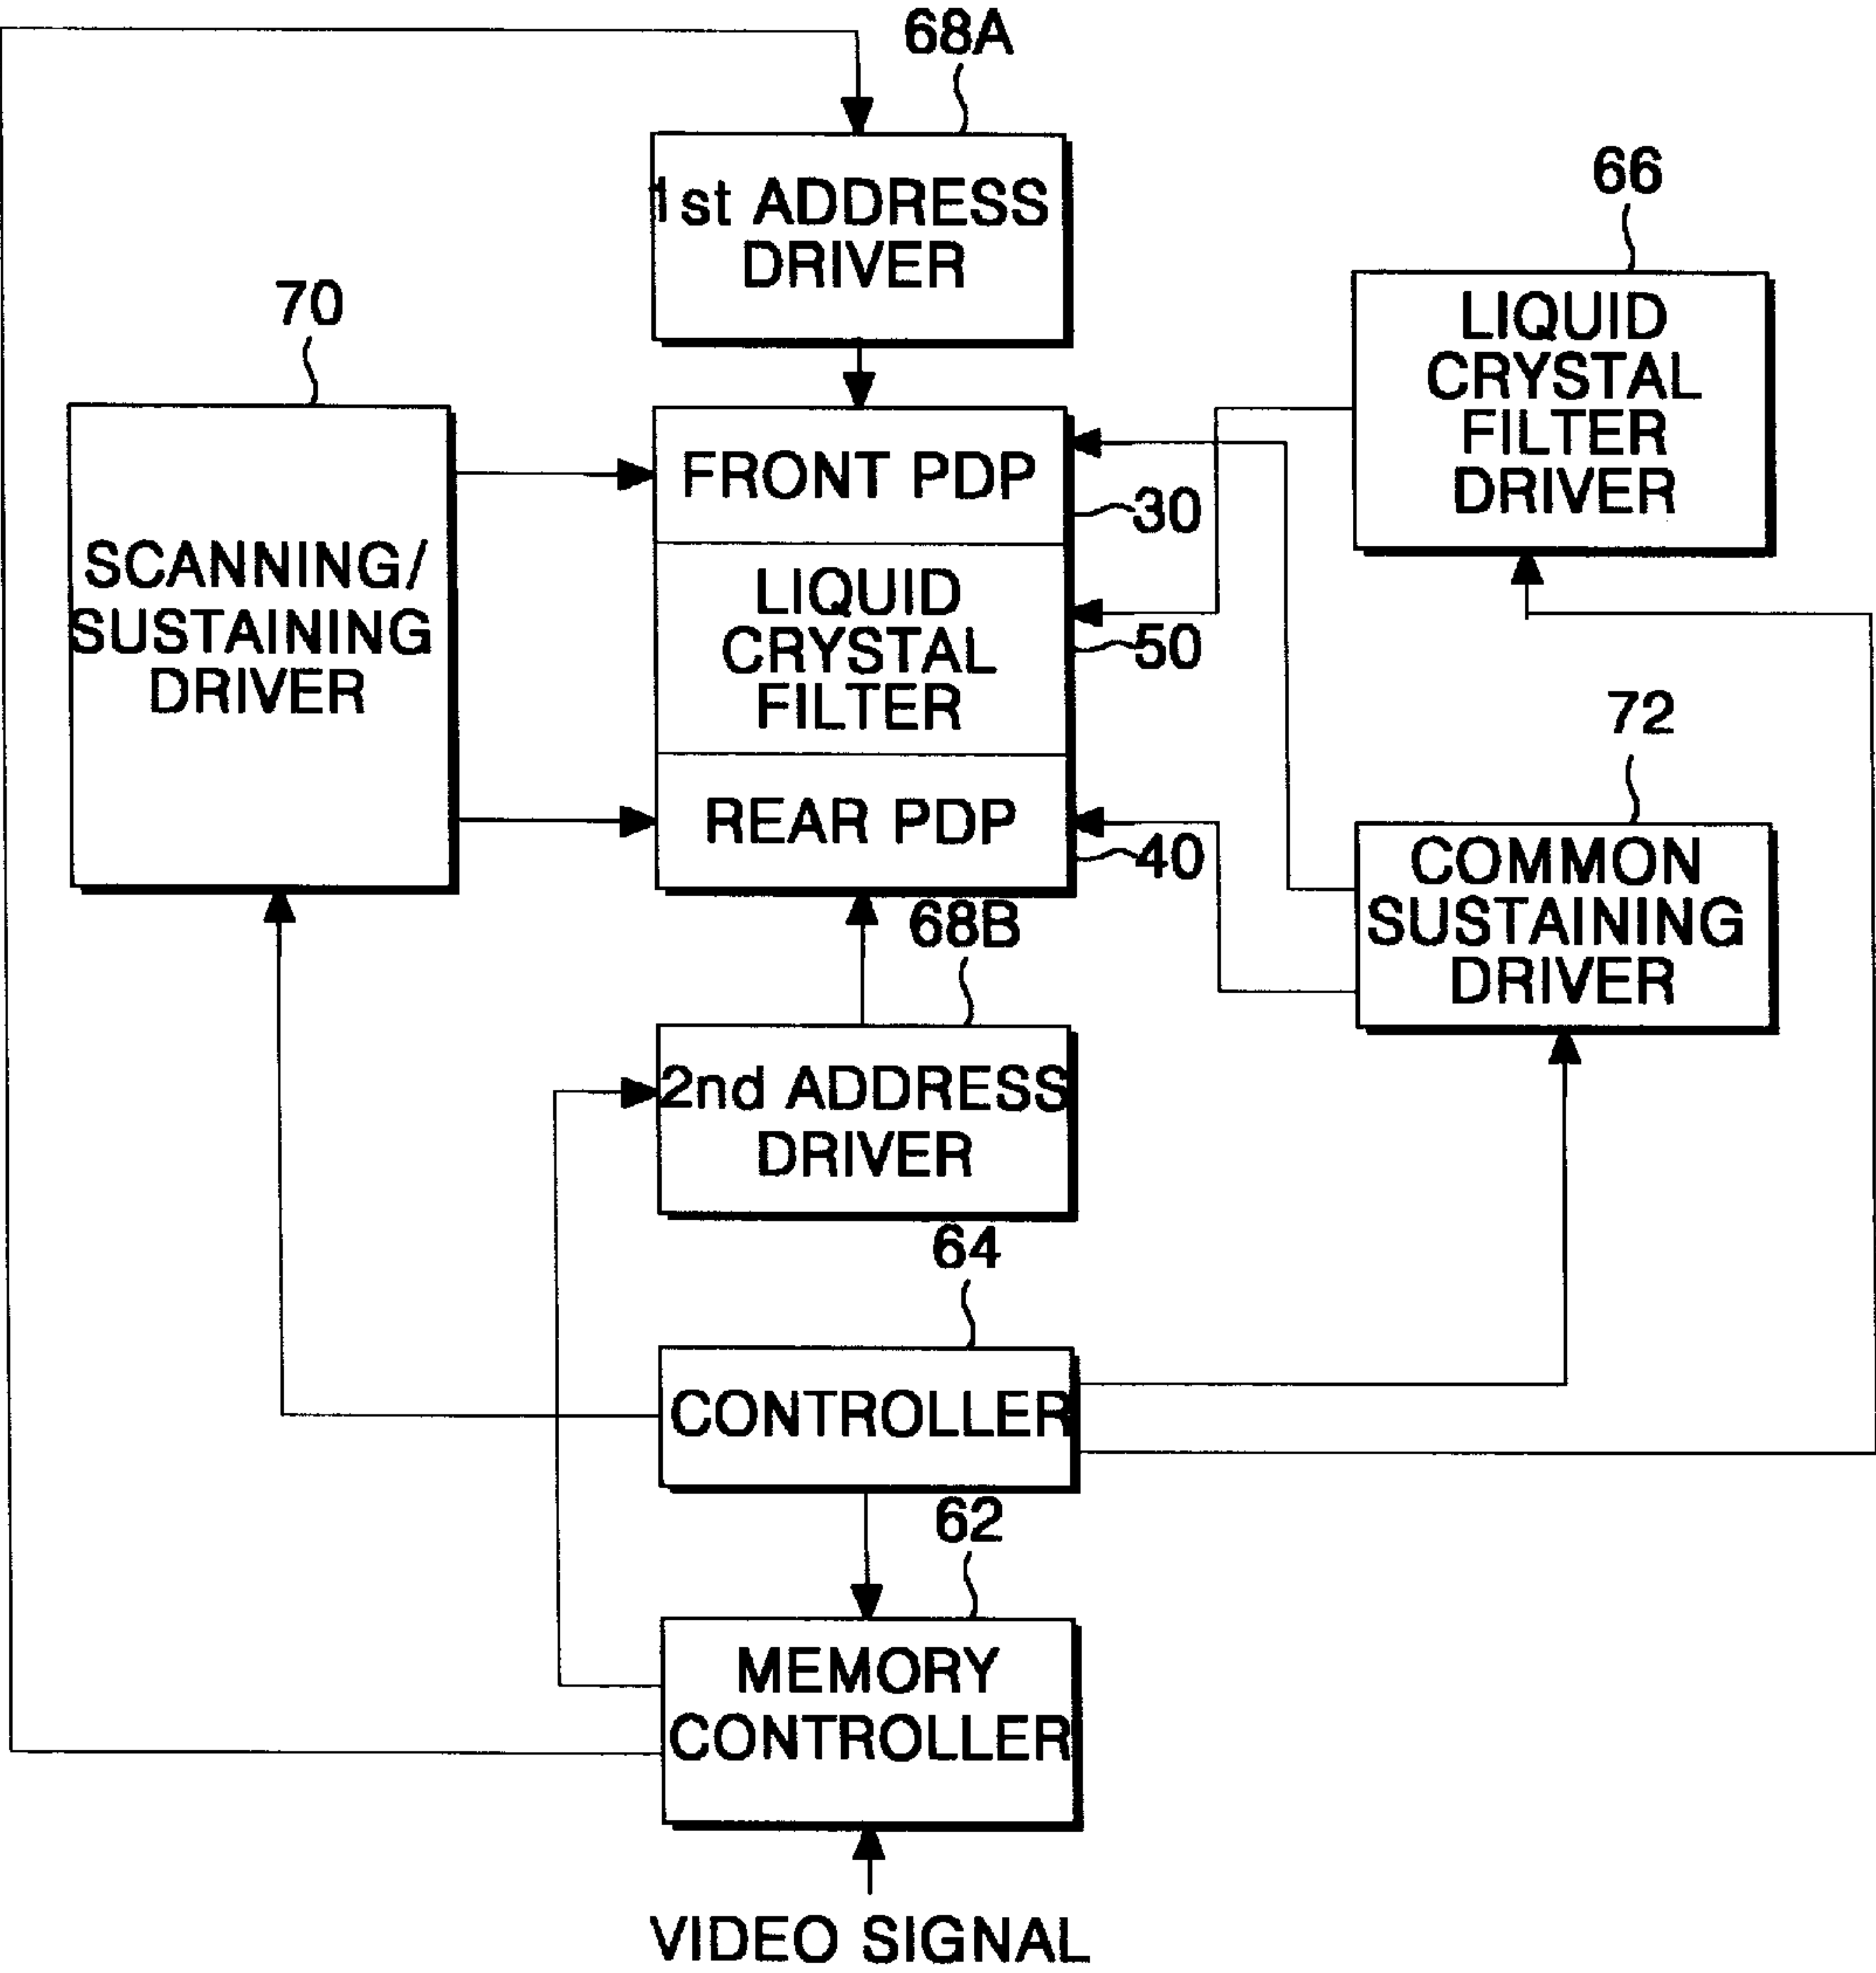 68A
1st ADDRESS
DRIVER
66
LIQUID
CRYSTAL
FILTER
DRIVER
70
SCANNING/
SUSTAINING
DRIVER
FRONT PDP
30
LIQUID
CRYSTAL
FILTER
50
REAR PDP
40
72
COMMON
SUSTAINING
DRIVER
68B
2nd ADDRESS
DRIVER
64
CONTROLLER
62
MEMORY
CONTROLLER
VIDEO SIGNAL